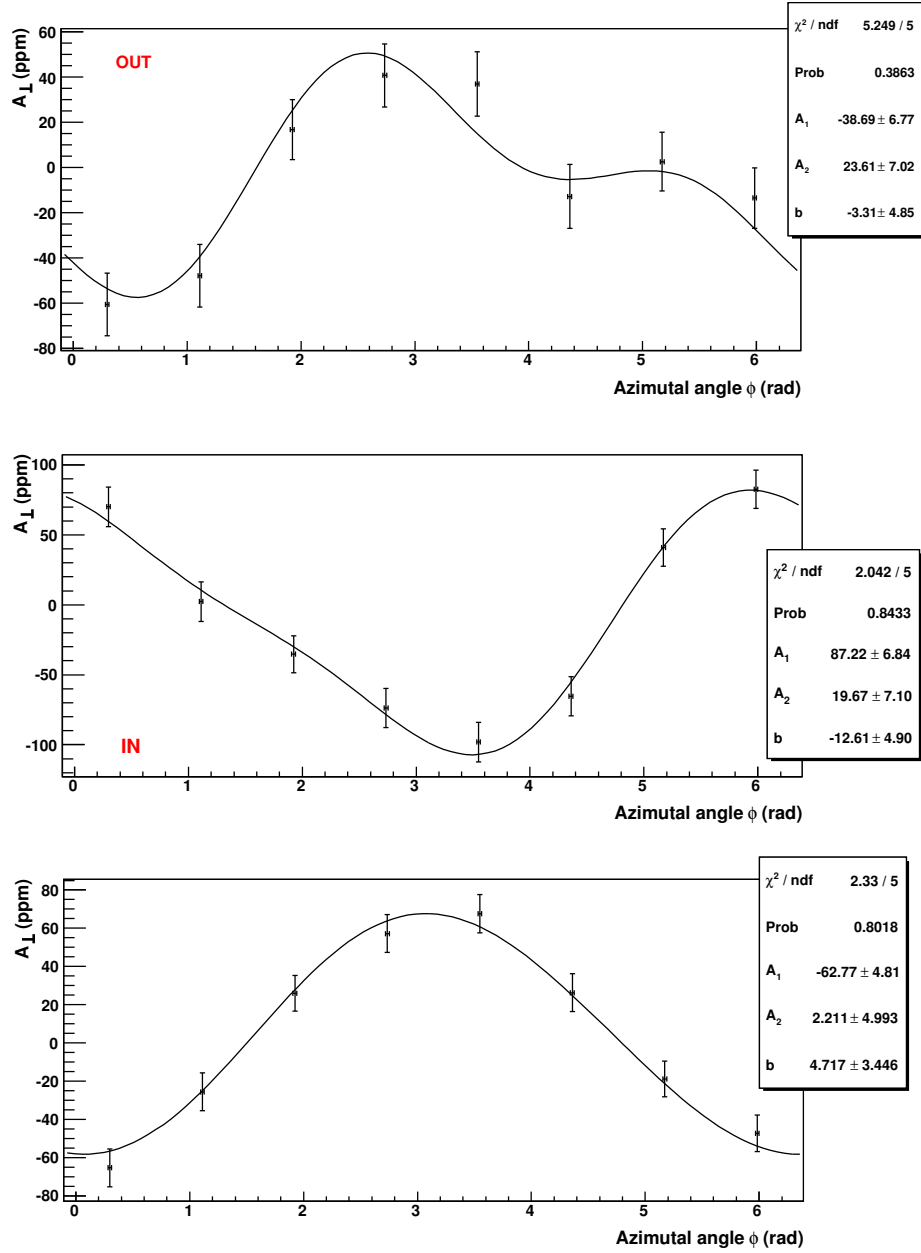 A⊥ (ppm)
60
40
20
0
-20
-40
-60
-80
OUT
0 1 2 3 4 5 6
Azimutal angle ϕ (rad)
χ² / ndf 5.249 / 5
Prob 0.3863
A₁ -38.69 ± 6.77
A₂ 23.61 ± 7.02
b -3.31 ± 4.85
A⊥ (ppm)
100
50
0
-50
-100
IN
0 1 2 3 4 5 6
Azimutal angle ϕ (rad)
χ² / ndf 2.042 / 5
Prob 0.8433
A₁ 87.22 ± 6.84
A₂ 19.67 ± 7.10
b -12.61 ± 4.90
A⊥ (ppm)
80
60
40
20
0
-20
-40
-60
-80
0 1 2 3 4 5 6
Azimutal angle ϕ (rad)
χ² / ndf 2.33 / 5
Prob 0.8018
A₁ -62.77 ± 4.81
A₂ 2.211 ± 4.993
b 4.717 ± 3.446